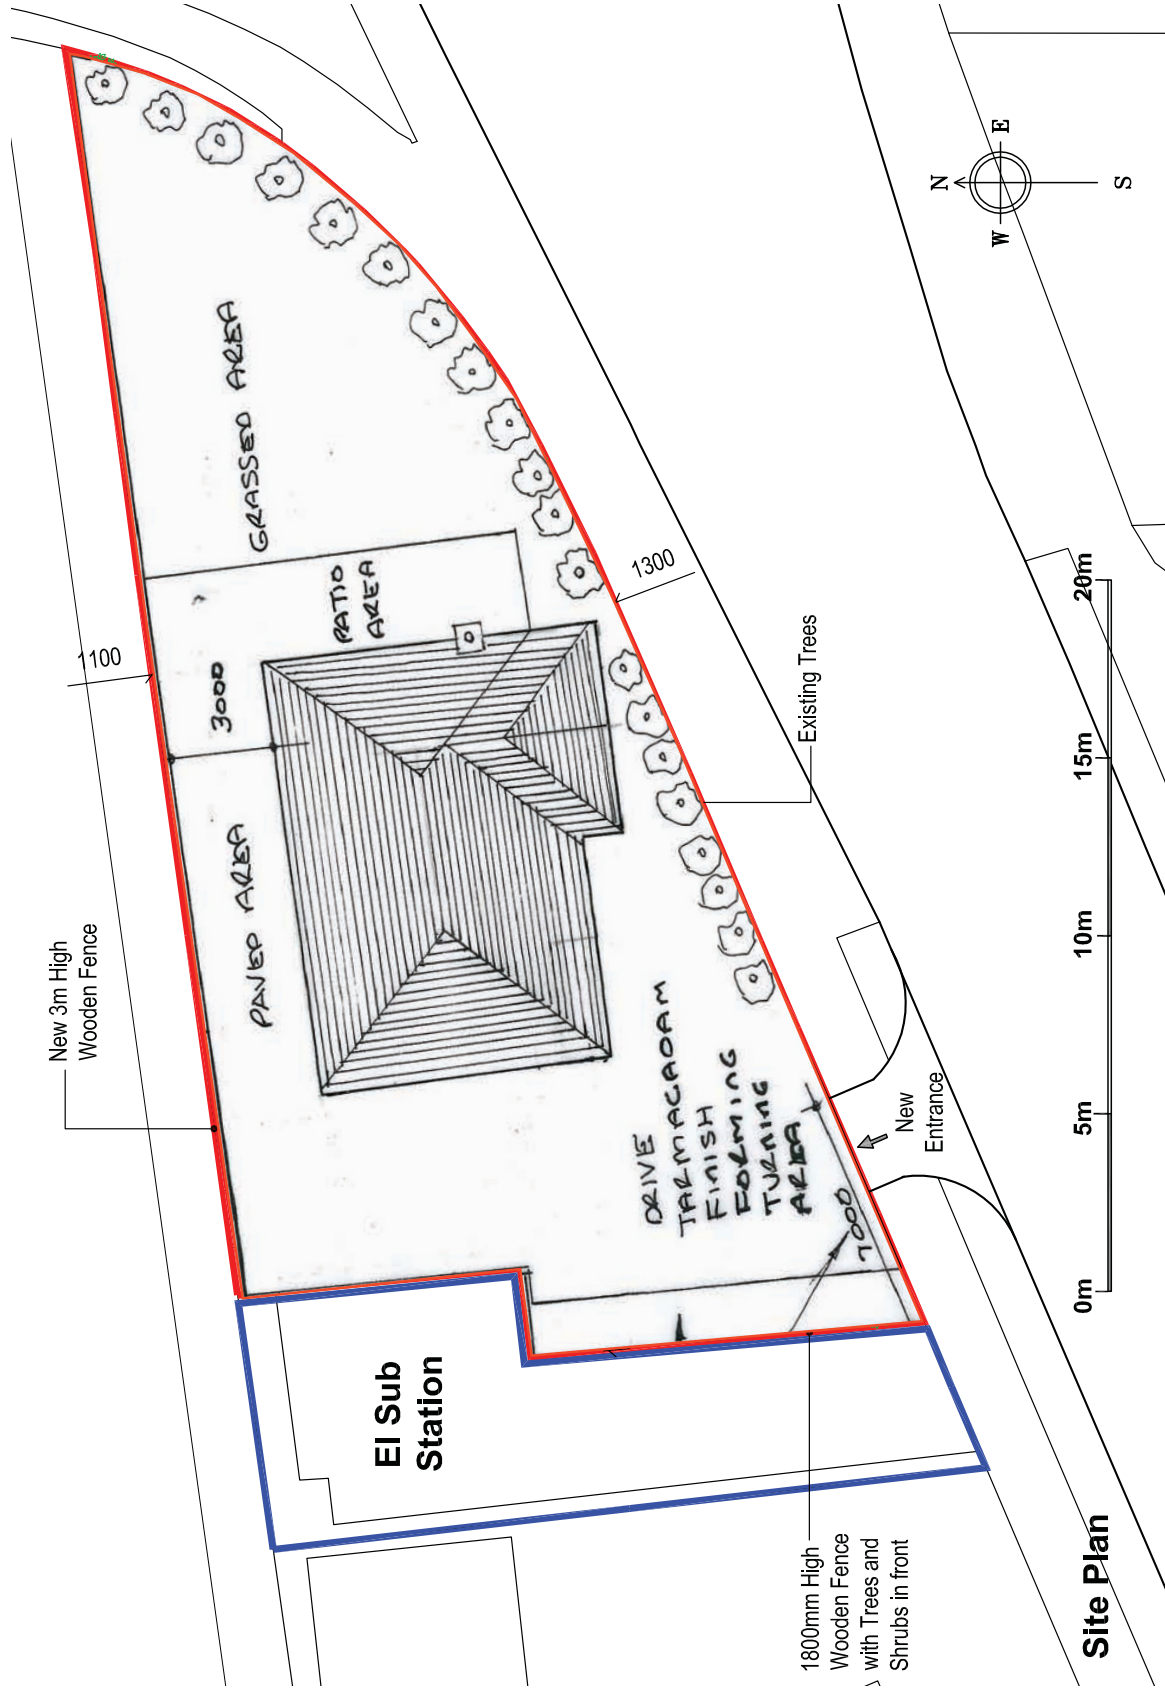 New 3m High
Wooden Fence
1100
3000
PAVED AREA
PATIO
AREA
GRASSED AREA
1300
Existing Trees
DRIVE
TARMACADAM
FINISH
FORMING
TURNING
AREA
7000
New
Entrance
El Sub
Station
1800mm High
Wooden Fence
with Trees and
Shrubs in front
N
E
S
W
0m
5m
10m
15m
20m
Site Plan